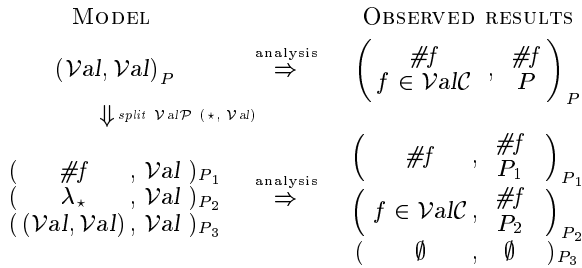 MODEL OBSERVED RESULTS
(𝒱al, 𝒱al)_P analysis ⇒ ( #f f ∈ 𝒱al𝒞 , #f P )_P
⇓ split 𝒱al𝒫 (⋆, 𝒱al)
( #f , 𝒱al )_P₁ ( #f , #f P₁ )_P₁
( λ⋆ , 𝒱al )_P₂ analysis ⇒ ( f ∈ 𝒱al𝒞 , #f P₂ )_P₂
( (𝒱al, 𝒱al) , 𝒱al )_P₃ ( ∅ , ∅ )_P₃